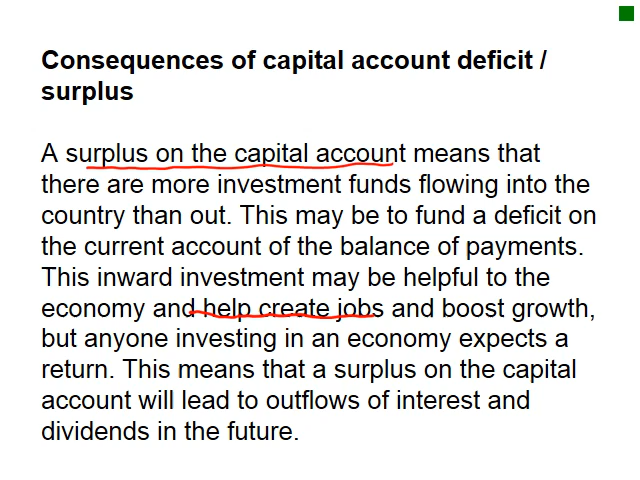 Consequences of capital account deficit /
surplus
A surplus on the capital account means that
there are more investment funds flowing into the
country than out. This may be to fund a deficit on
the current account of the balance of payments.
This inward investment may be helpful to the
economy and help create jobs and boost growth,
but anyone investing in an economy expects a
return. This means that a surplus on the capital
account will lead to outflows of interest and
dividends in the future.